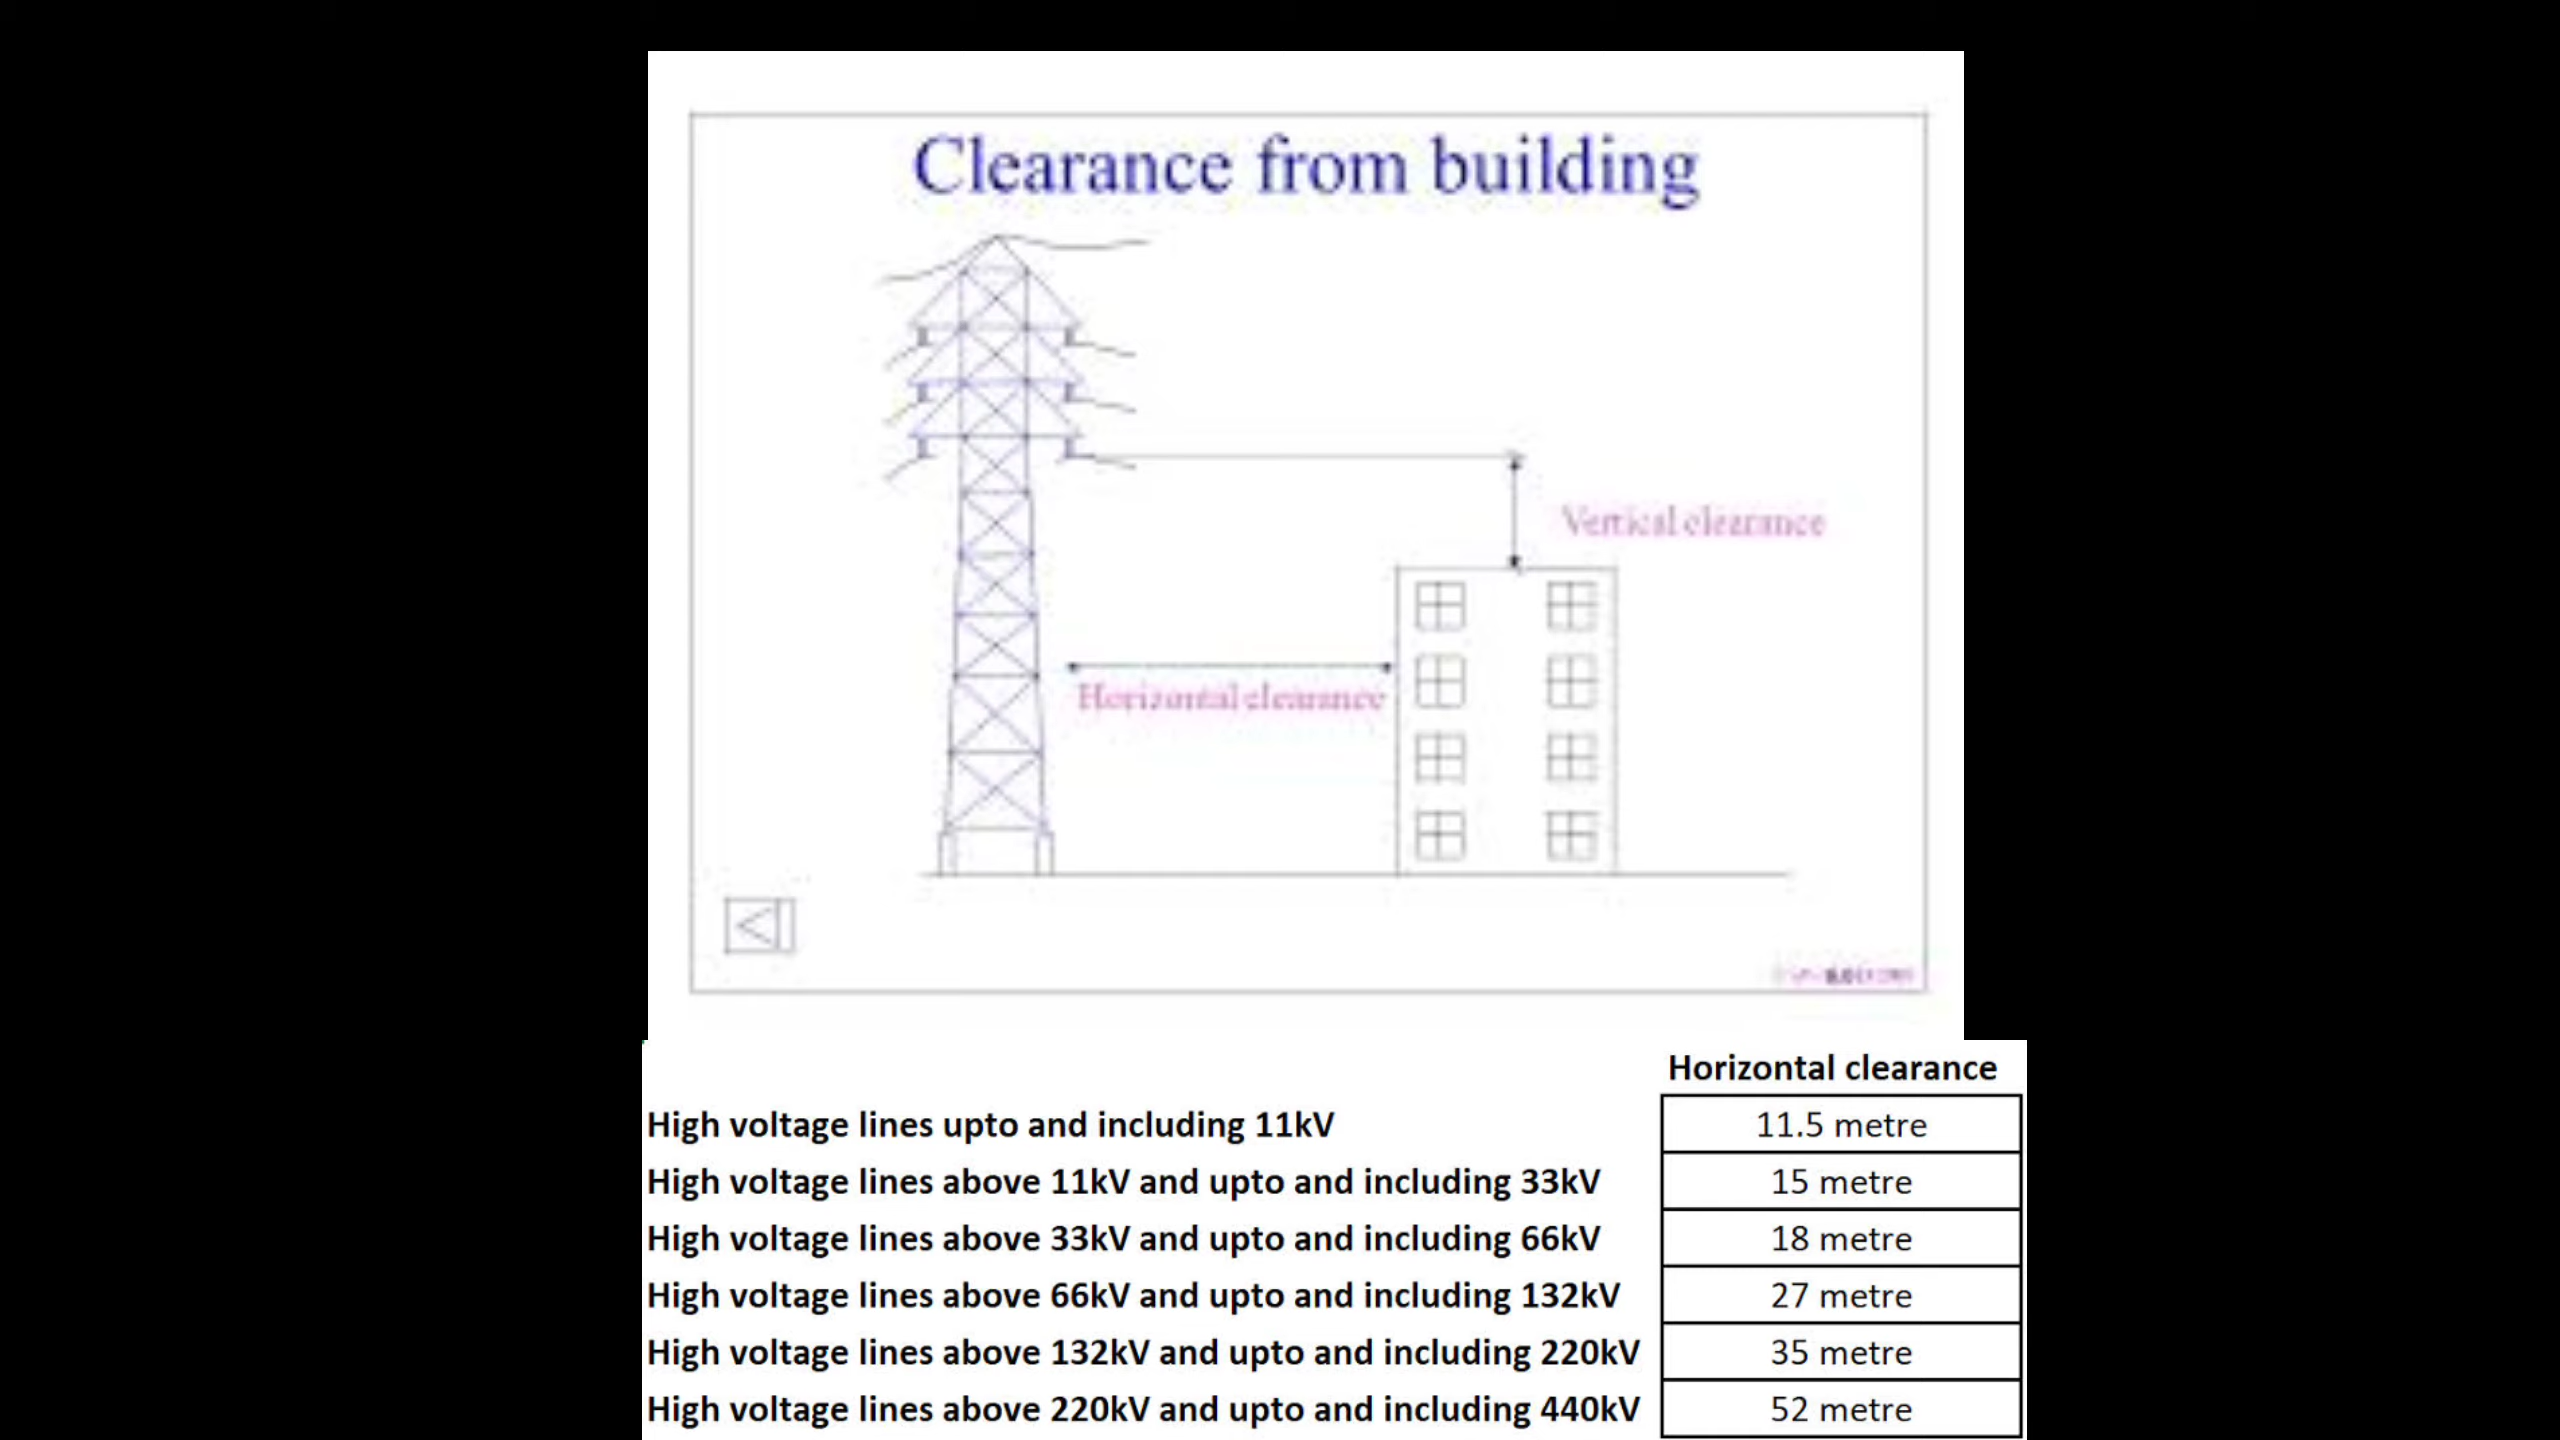 Clearance from building
Vertical clearance
Horizontal clearance
Horizontal clearance
High voltage lines upto and including 11kV 11.5 metre
High voltage lines above 11kV and upto and including 33kV 15 metre
High voltage lines above 33kV and upto and including 66kV 18 metre
High voltage lines above 66kV and upto and including 132kV 27 metre
High voltage lines above 132kV and upto and including 220kV 35 metre
High voltage lines above 220kV and upto and including 440kV 52 metre